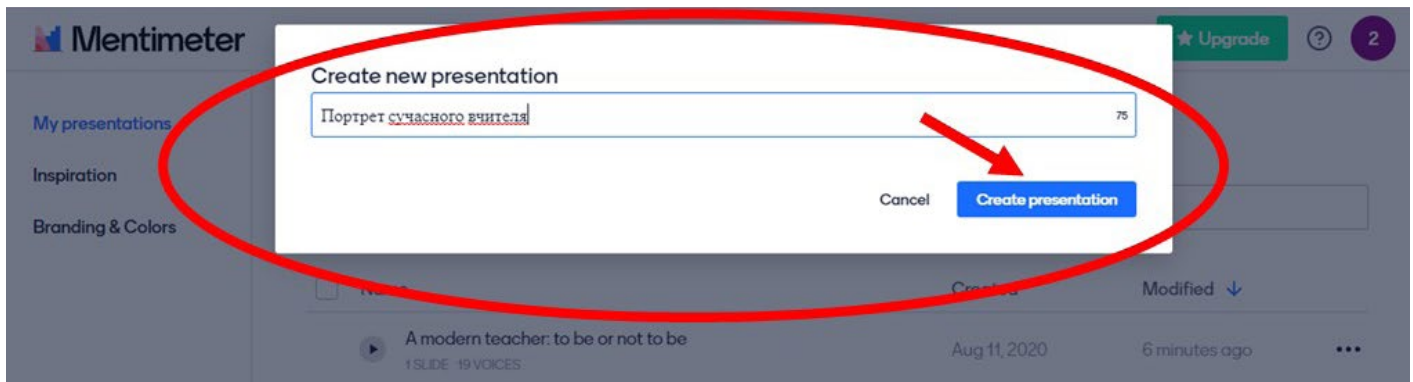 Mentimeter
★ Upgrade
?
2
Create new presentation
Портрет сучасного вчителя
75
My presentations
Inspiration
Cancel
Create presentation
Branding & Colors
Name
Created
Modified ↓
A modern teacher: to be or not to be
Aug 11, 2020
6 minutes ago
•••
1 SLIDE 19 VOICES